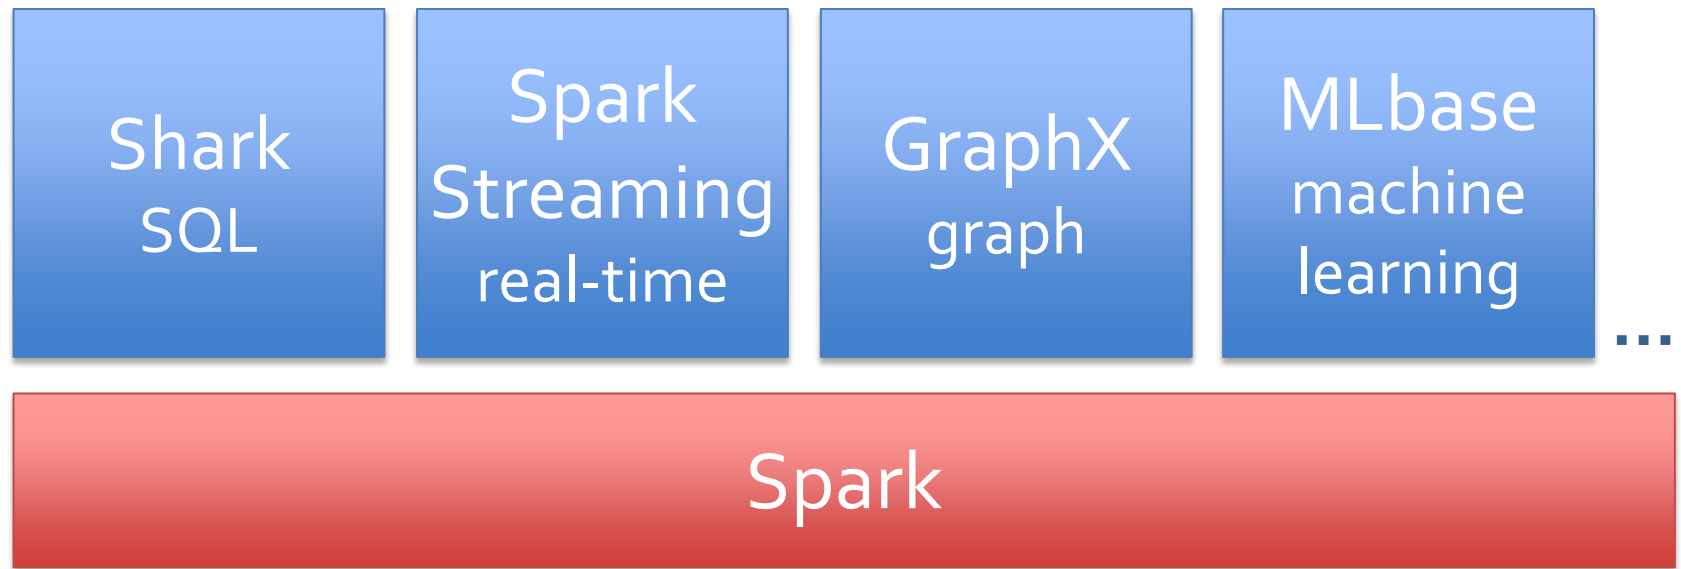 Shark
SQL
Spark
Streaming
real-time
GraphX
graph
MLbase
machine
learning
...
Spark